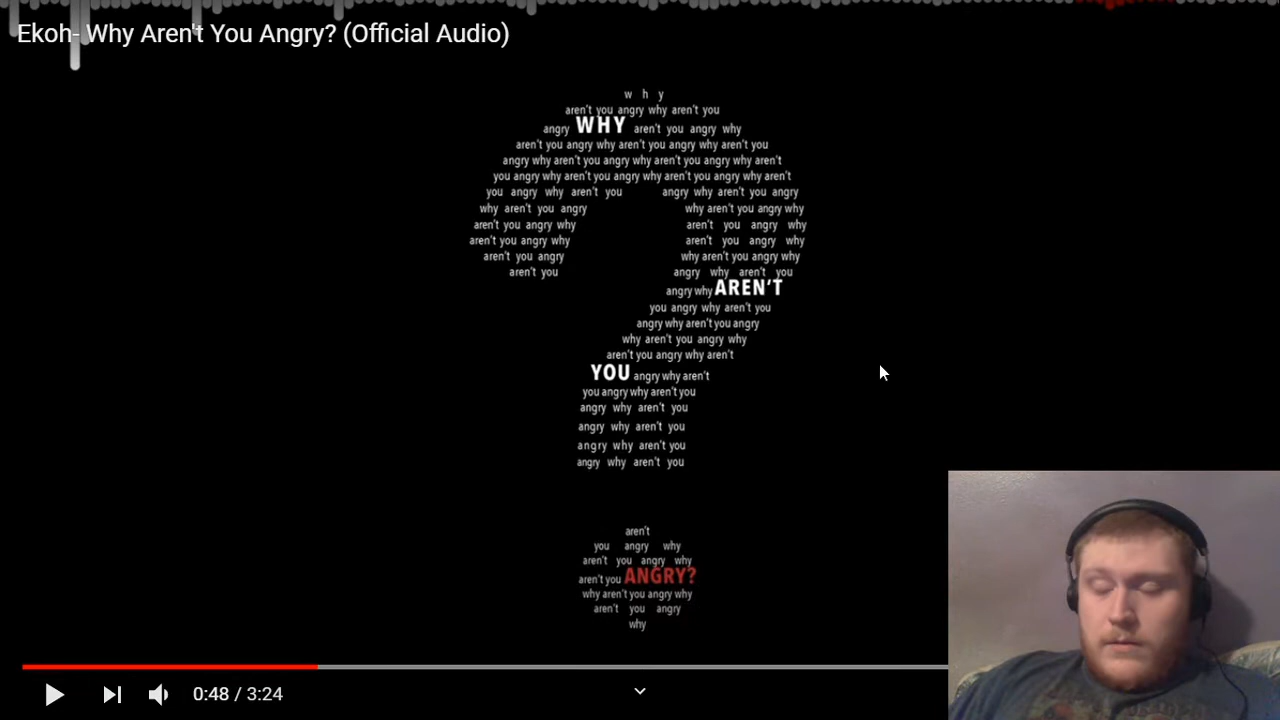 Ekoh- Why Aren't You Angry? (Official Audio)
w h y
aren't you angry why aren't you
angry WHY aren't you angry why
aren't you angry why aren't you angry why aren't you
angry why aren't you angry why aren't you angry why aren't
you angry why aren't you angry why aren't you angry why aren't
you angry why aren't you angry why aren't you angry
why aren't you angry why aren't you angry why
aren't you angry why aren't you angry why
aren't you angry why aren't you angry why
aren't you angry why aren't you angry why
aren't you angry why aren't you
angry why AREN'T
you angry why aren't you
angry why aren't you angry
why aren't you angry why
aren't you angry why aren't
YOU angry why aren't
you angry why aren't you
angry why aren't you
angry why aren't you
angry why aren't you
angry why aren't you
aren't
you angry why
aren't you angry why
aren't you ANGRY?
why aren't you angry why
aren't you angry
why
0:48 / 3:24